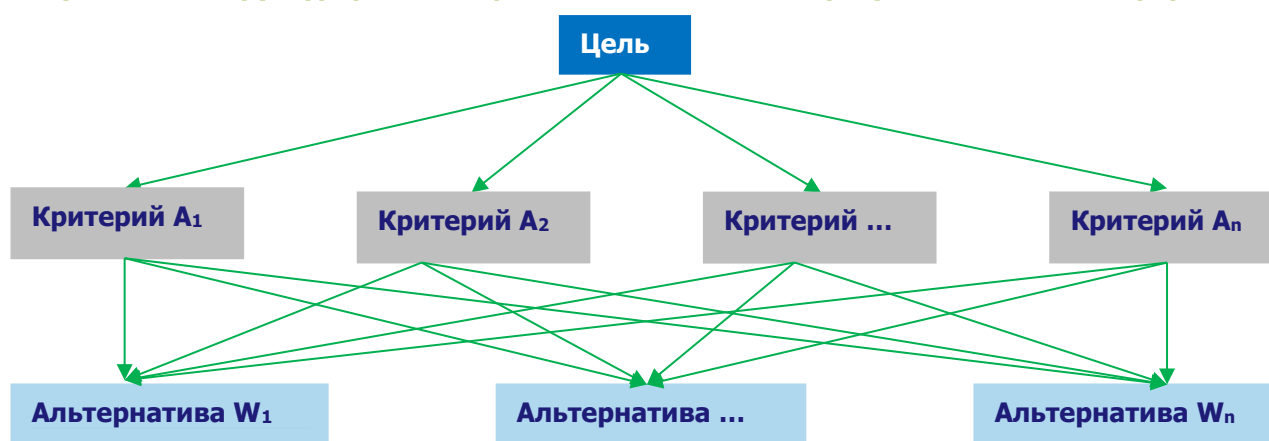 Цель
Критерий A₁
Критерий A₂
Критерий ...
Критерий Aₙ
Альтернатива W₁
Альтернатива ...
Альтернатива Wₙ